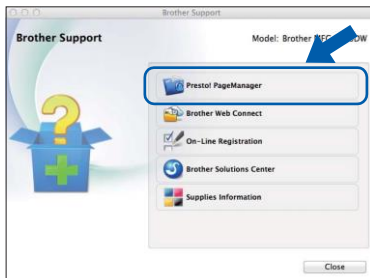 Brother Support
Brother Support
Model: Brother
Presto! PageManager
Brother Web Connect
On-Line Registration
Brother Solutions Center
Supplies Information
Close